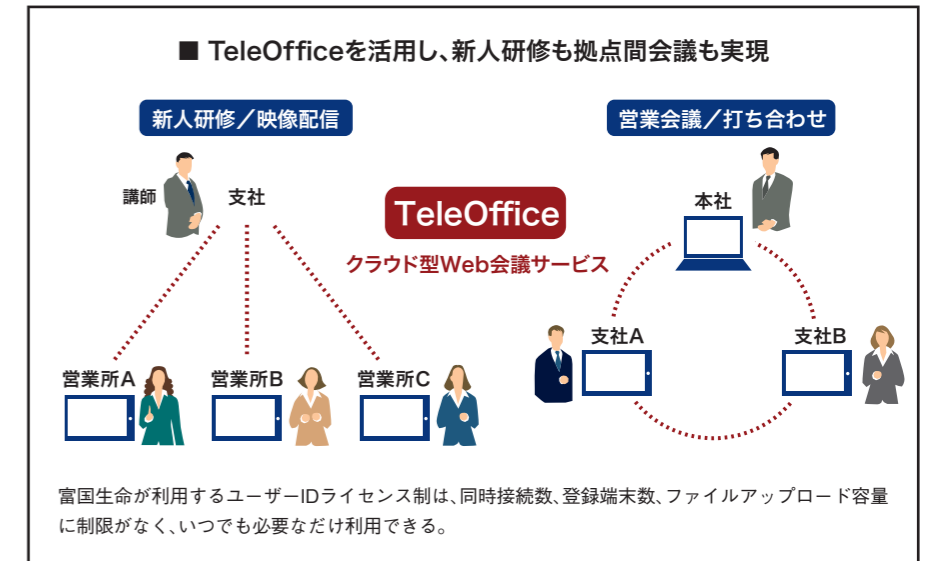 ■ TeleOfficeを活用し、新人研修も拠点間会議も実現
新人研修／映像配信
講師
支社
営業所A
営業所B
営業所C
TeleOffice
クラウド型Web会議サービス
営業会議／打ち合わせ
本社
支社A
支社B
富国生命が利用するユーザーIDライセンス制は、同時接続数、登録端末数、ファイルアップロード容量
に制限がなく、いつでも必要なだけ利用できる。